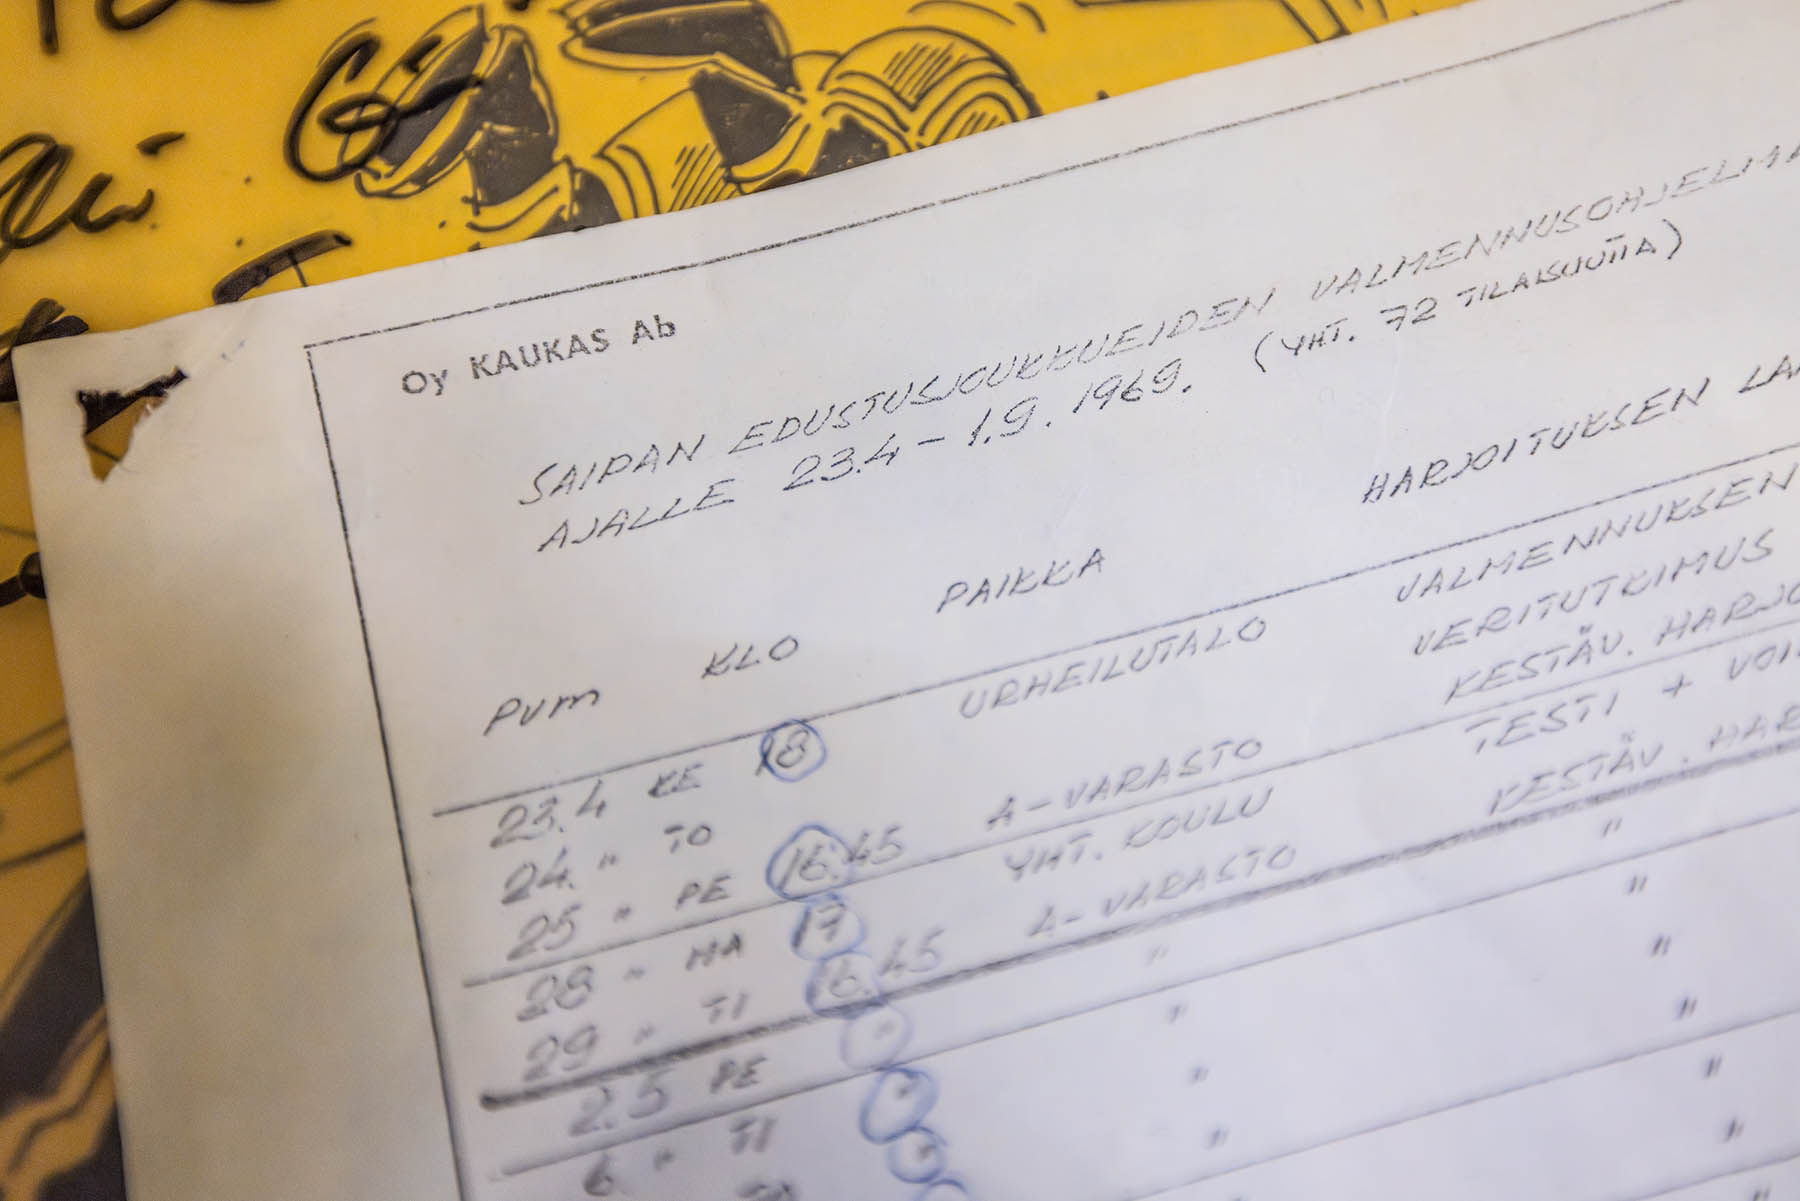 Oy KAUKAS Ab
SAIPAN EDUSTUSJOUKKUEIDEN VALMENNUSOHJELMA
AJALLE 23.4 - 1.9. 1969. (YHT. 72 TILAISUUTTA)
PVM KLO PAIKKA HARJOITUKSEN LA
23.4 KE 18 URHEILUTALO VALMENNUKSEN
24. " TO VERITUTKIMUS
25 " PE 16.45 A-VARASTO KESTÄV. HARJO
28 " MA 17 YHT. KOULU TESTI + VOI
29 " TI 16.45 A-VARASTO KESTÄV. HAR
2.5 PE " " "
6 " TI " " "